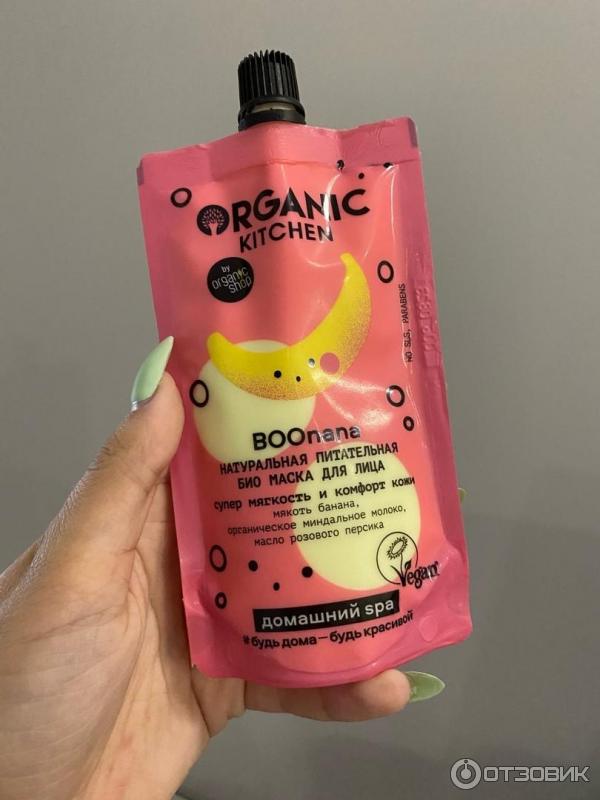 ORGANIC
KITCHEN
by
organic
shop
NO SLS, PARABENS
BOOnana
НАТУРАЛЬНАЯ ПИТАТЕЛЬНАЯ
БИО МАСКА ДЛЯ ЛИЦА
супер мягкость и комфорт кожи
мякоть банана,
органическое миндальное молоко,
масло розового персика
Vegan
домашний spa
#будь дома—будь красивой
ОТЗОВИК